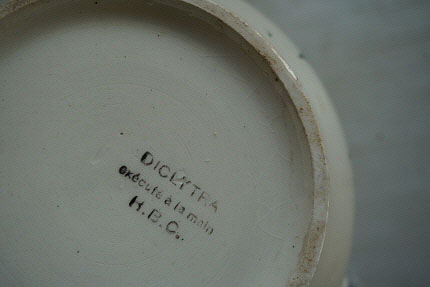 DICLYTRA
exécuté à la main
H.B.C.